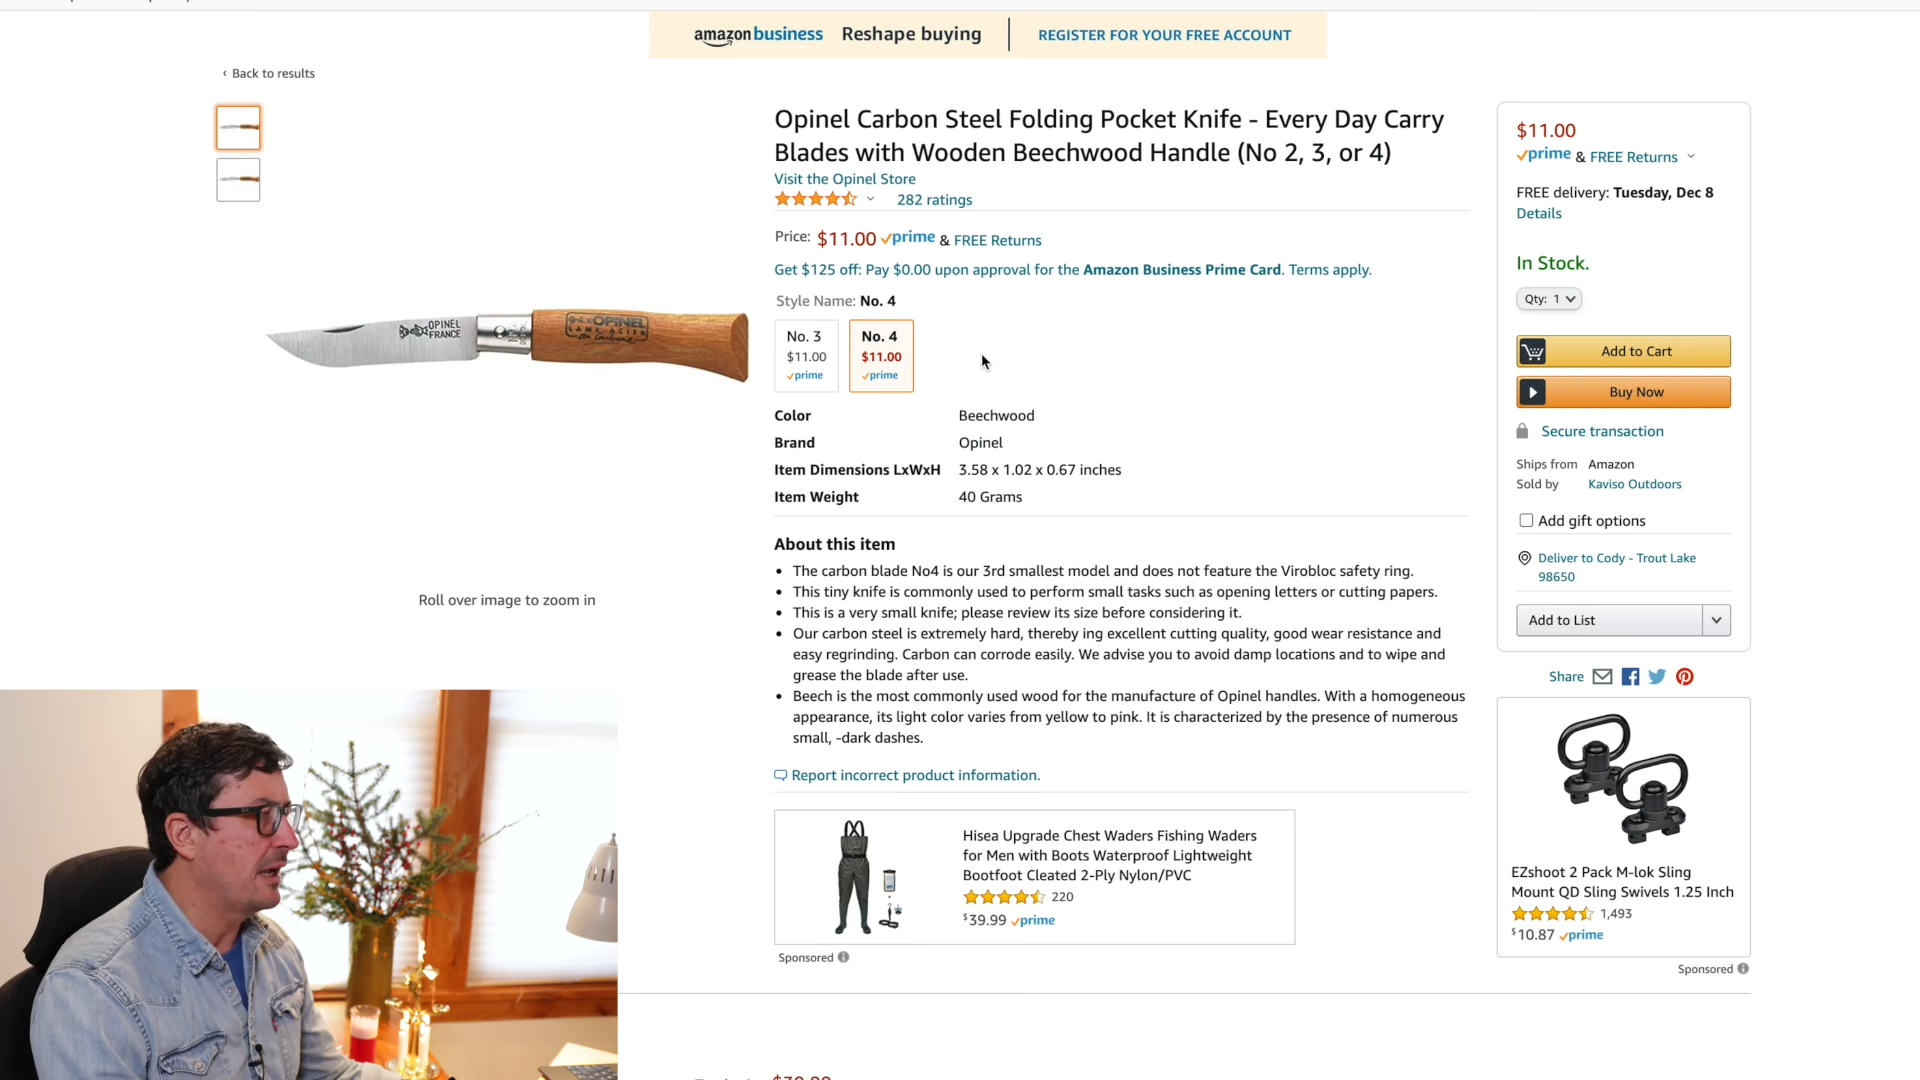 amazon business Reshape buying REGISTER FOR YOUR FREE ACCOUNT
‹ Back to results
Opinel Carbon Steel Folding Pocket Knife - Every Day Carry
Blades with Wooden Beechwood Handle (No 2, 3, or 4)
Visit the Opinel Store
282 ratings
Price: $11.00 prime & FREE Returns
Get $125 off: Pay $0.00 upon approval for the Amazon Business Prime Card. Terms apply.
Style Name: No. 4
No. 3
$11.00
prime
No. 4
$11.00
prime
Color Beechwood
Brand Opinel
Item Dimensions LxWxH 3.58 x 1.02 x 0.67 inches
Item Weight 40 Grams
OPINEL
FRANCE
OPINEL
Roll over image to zoom in
About this item
• The carbon blade No4 is our 3rd smallest model and does not feature the Virobloc safety ring.
• This tiny knife is commonly used to perform small tasks such as opening letters or cutting papers.
• This is a very small knife; please review its size before considering it.
• Our carbon steel is extremely hard, thereby ing excellent cutting quality, good wear resistance and
easy regrinding. Carbon can corrode easily. We advise you to avoid damp locations and to wipe and
grease the blade after use.
• Beech is the most commonly used wood for the manufacture of Opinel handles. With a homogeneous
appearance, its light color varies from yellow to pink. It is characterized by the presence of numerous
small, -dark dashes.
Report incorrect product information.
Hisea Upgrade Chest Waders Fishing Waders
for Men with Boots Waterproof Lightweight
Bootfoot Cleated 2-Ply Nylon/PVC
220
$39.99 prime
Sponsored
$11.00
prime & FREE Returns
FREE delivery: Tuesday, Dec 8
Details
In Stock.
Qty: 1
Add to Cart
Buy Now
Secure transaction
Ships from Amazon
Sold by Kaviso Outdoors
Add gift options
Deliver to Cody - Trout Lake
98650
Add to List
Share
EZshoot 2 Pack M-lok Sling
Mount QD Sling Swivels 1.25 Inch
1,493
$10.87 prime
Sponsored